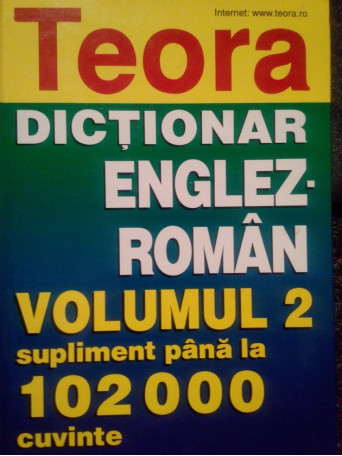 Internet: www.teora.ro
Teora
DICȚIONAR
ENGLEZ-
ROMÂN
VOLUMUL 2
supliment până la
102 000
cuvinte